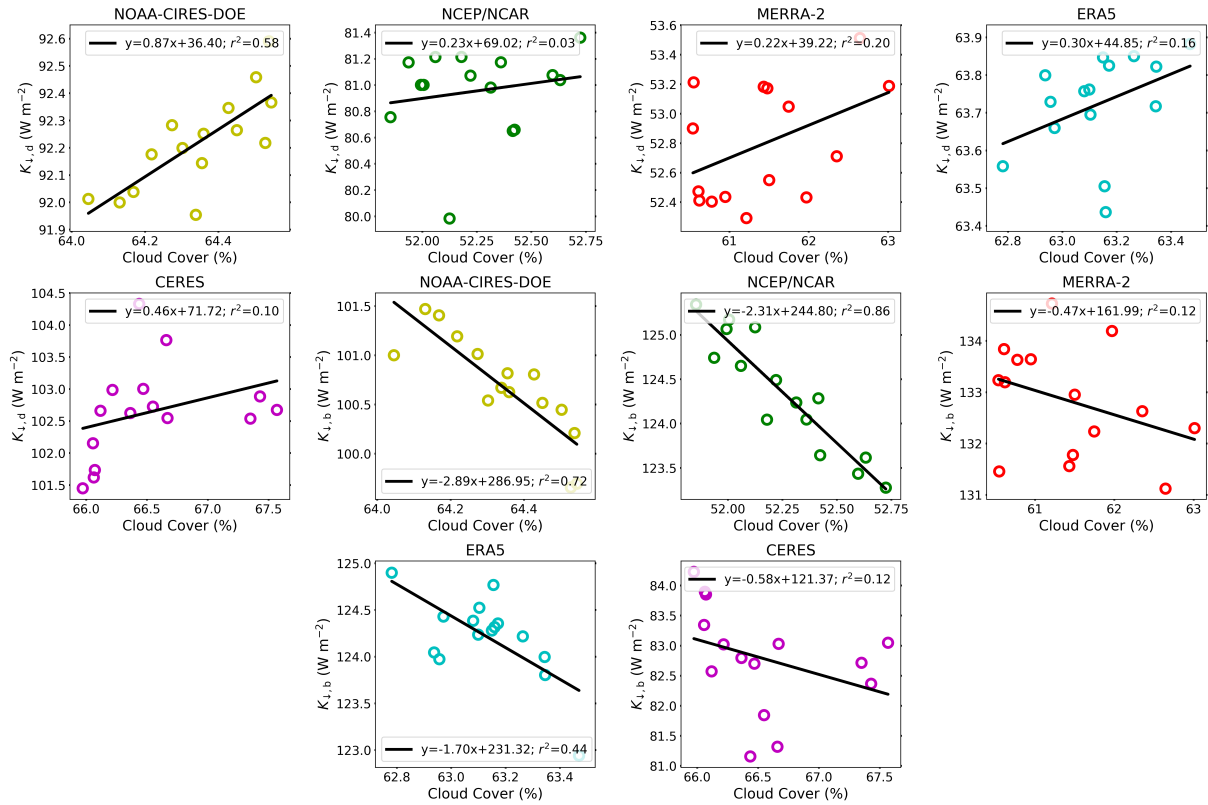 NOAA-CIRES-DOE
92.6
92.5
92.4
92.3
92.2
92.1
92.0
91.9
64.0
64.2
64.4
K↓,d (W m−2)
Cloud Cover (%)
y=0.87x+36.40; r2=0.58
NCEP/NCAR
81.4
81.2
81.0
80.8
80.6
80.4
80.2
80.0
52.00
52.25
52.50
52.75
K↓,d (W m−2)
Cloud Cover (%)
y=0.23x+69.02; r2=0.03
MERRA-2
53.6
53.4
53.2
53.0
52.8
52.6
52.4
61
62
63
K↓,d (W m−2)
Cloud Cover (%)
y=0.22x+39.22; r2=0.20
ERA5
63.9
63.8
63.7
63.6
63.5
63.4
62.8
63.0
63.2
63.4
K↓,d (W m−2)
Cloud Cover (%)
y=0.30x+44.85; r2=0.16
CERES
104.5
104.0
103.5
103.0
102.5
102.0
101.5
66.0
66.5
67.0
67.5
K↓,d (W m−2)
Cloud Cover (%)
y=0.46x+71.72; r2=0.10
NOAA-CIRES-DOE
101.5
101.0
100.5
100.0
64.0
64.2
64.4
K↓,b (W m−2)
Cloud Cover (%)
y=-2.89x+286.95; r2=0.72
NCEP/NCAR
125.0
124.5
124.0
123.5
52.00
52.25
52.50
52.75
K↓,b (W m−2)
Cloud Cover (%)
y=-2.31x+244.80; r2=0.86
MERRA-2
134
133
132
131
61
62
63
K↓,b (W m−2)
Cloud Cover (%)
y=-0.47x+161.99; r2=0.12
ERA5
125.0
124.5
124.0
123.5
123.0
62.8
63.0
63.2
63.4
K↓,b (W m−2)
Cloud Cover (%)
y=-1.70x+231.32; r2=0.44
CERES
84.0
83.5
83.0
82.5
82.0
81.5
81.0
66.0
66.5
67.0
67.5
K↓,b (W m−2)
Cloud Cover (%)
y=-0.58x+121.37; r2=0.12